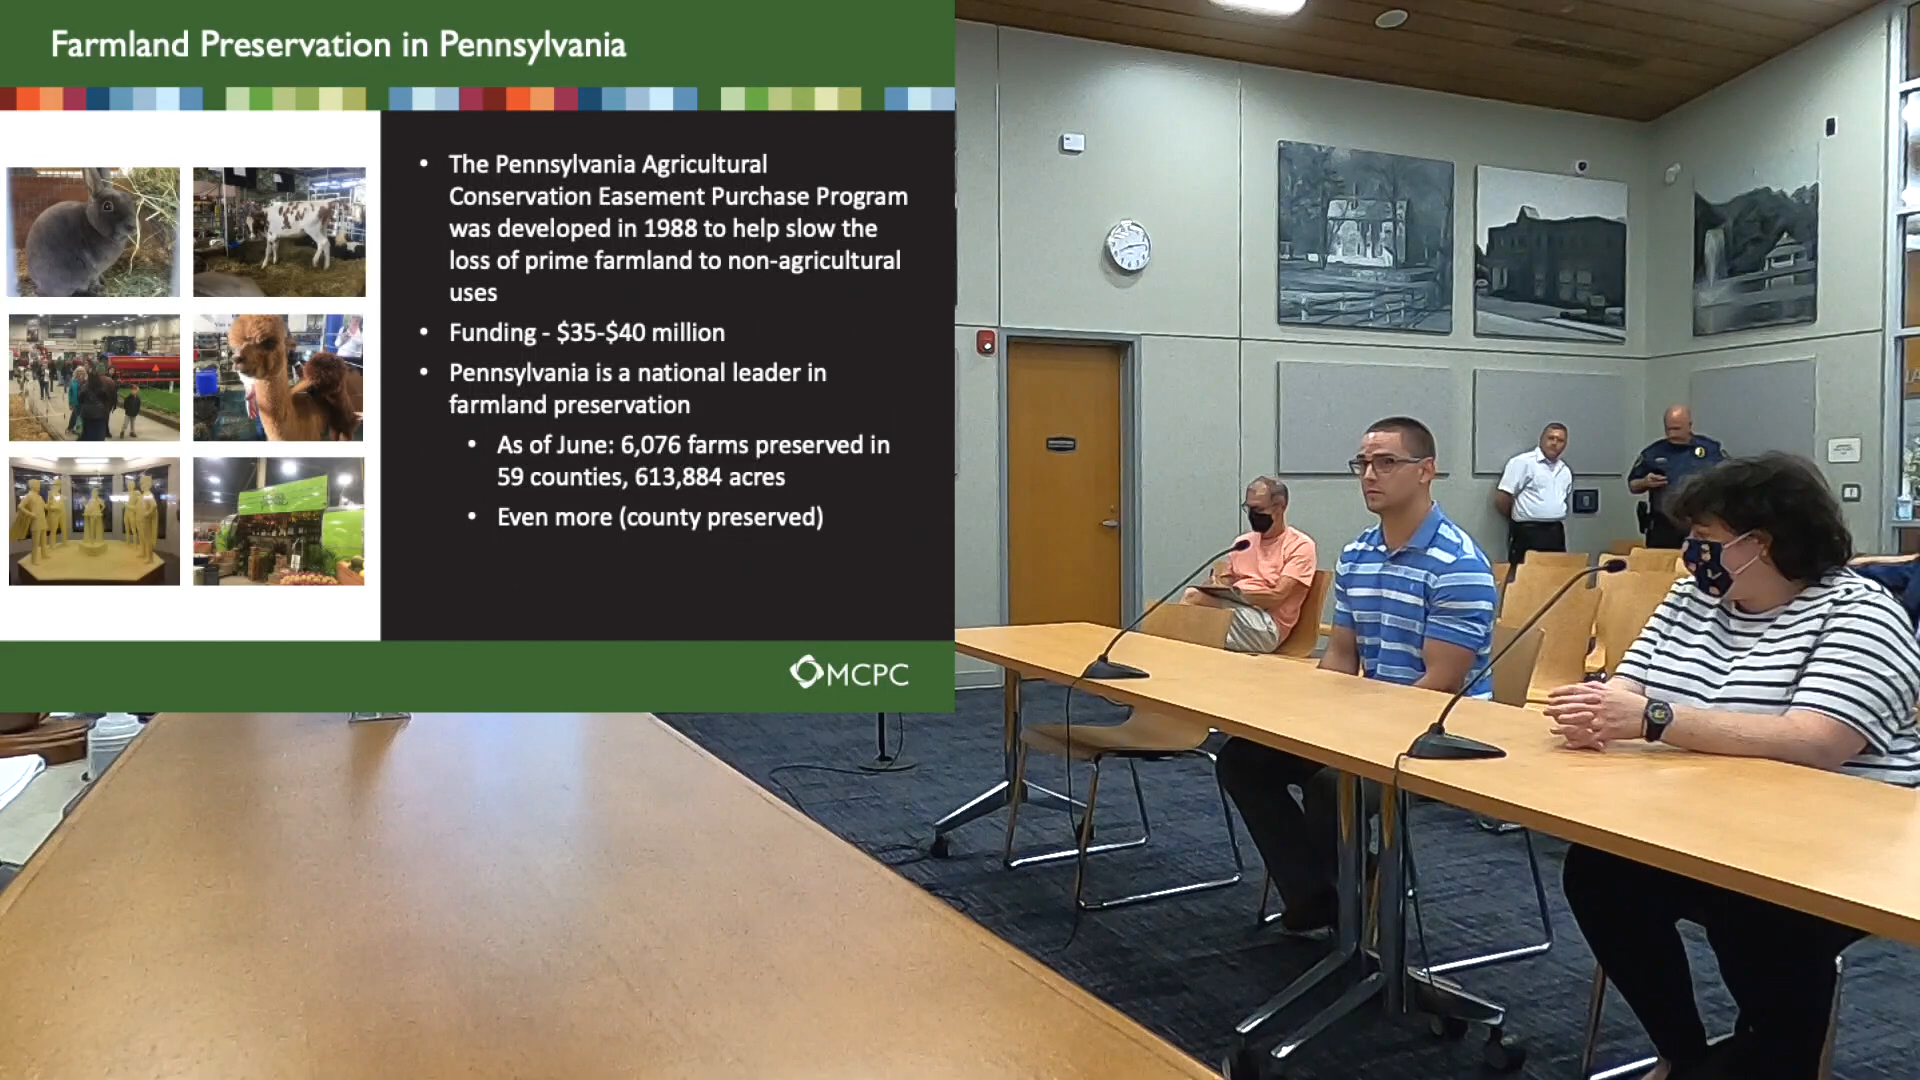 Farmland Preservation in Pennsylvania
• The Pennsylvania Agricultural
Conservation Easement Purchase Program
was developed in 1988 to help slow the
loss of prime farmland to non-agricultural
uses
• Funding - $35-$40 million
• Pennsylvania is a national leader in
farmland preservation
• As of June: 6,076 farms preserved in
59 counties, 613,884 acres
• Even more (county preserved)
MCPC